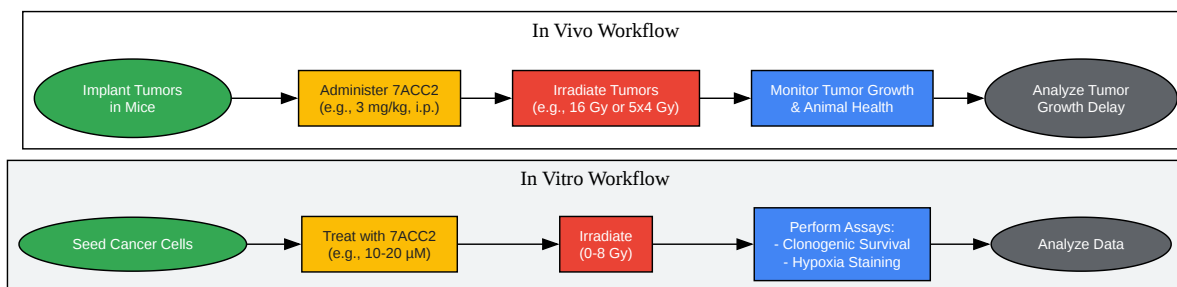 In Vivo Workflow
Implant Tumors
in Mice
Administer 7ACC2
(e.g., 3 mg/kg, i.p.)
Irradiate Tumors
(e.g., 16 Gy or 5x4 Gy)
Monitor Tumor Growth
& Animal Health
Analyze Tumor
Growth Delay
In Vitro Workflow
Seed Cancer Cells
Treat with 7ACC2
(e.g., 10-20 µM)
Irradiate
(0-8 Gy)
Perform Assays:
- Clonogenic Survival
- Hypoxia Staining
Analyze Data